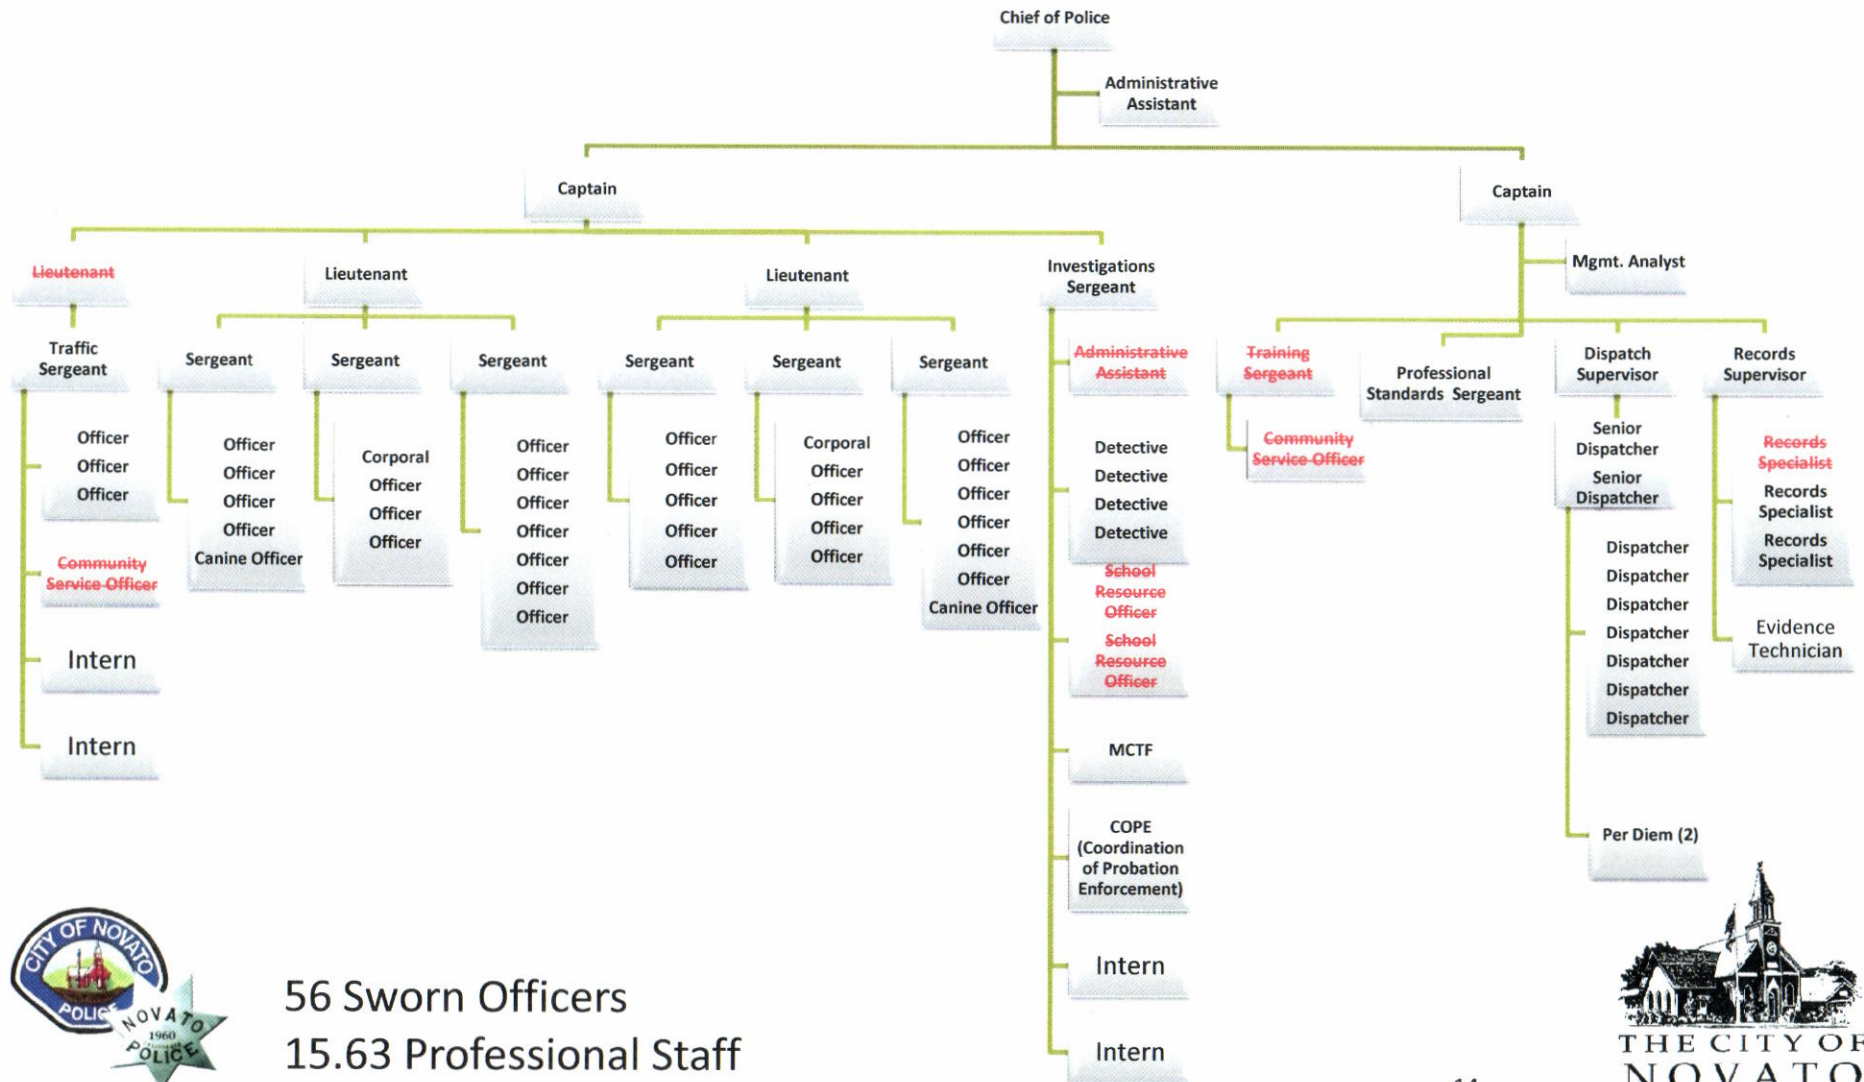 Chief of Police
Administrative
Assistant
Captain
Captain
Mgmt. Analyst
Lieutenant
Lieutenant
Lieutenant
Investigations
Sergeant
Traffic
Sergeant
Officer
Officer
Officer
Community
Service Officer
Intern
Intern
Sergeant
Officer
Officer
Officer
Officer
Canine Officer
Sergeant
Corporal
Officer
Officer
Officer
Sergeant
Officer
Officer
Officer
Officer
Officer
Officer
Officer
Sergeant
Officer
Officer
Officer
Officer
Officer
Sergeant
Corporal
Officer
Officer
Officer
Officer
Sergeant
Officer
Officer
Officer
Officer
Officer
Officer
Canine Officer
Administrative
Assistant
Detective
Detective
Detective
Detective
School
Resource
Officer
School
Resource
Officer
MCTF
COPE
(Coordination
of Probation
Enforcement)
Intern
Intern
Training
Sergeant
Community
Service Officer
Professional
Standards Sergeant
Dispatch
Supervisor
Senior
Dispatcher
Senior
Dispatcher
Dispatcher
Dispatcher
Dispatcher
Dispatcher
Dispatcher
Dispatcher
Dispatcher
Per Diem (2)
Records
Supervisor
Records
Specialist
Records
Specialist
Records
Specialist
Evidence
Technician
CITY OF NOVATO
POLICE
NOVATO
1960
POLICE
56 Sworn Officers
15.63 Professional Staff
THE CITY OF
NOVATO